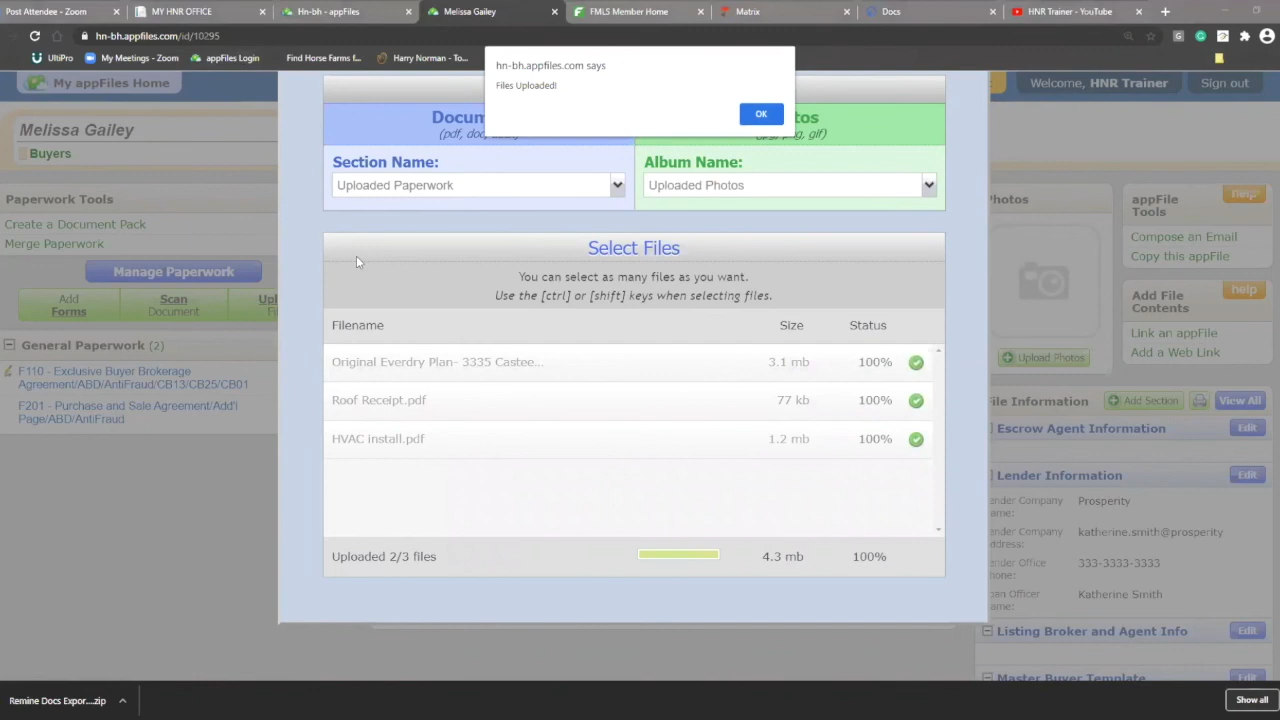 Post Attendee - Zoom
MY HNR OFFICE
Hn-bh - appFiles
Melissa Gailey
FMLS Member Home
Matrix
Docs
HNR Trainer - YouTube
hn-bh.appfiles.com/id/10295
UltiPro
My Meetings - Zoom
appFiles Login
Find Horse Farms f...
Harry Norman - To...
hn-bh.appfiles.com says
Files Uploaded!
OK
My appFiles Home
Welcome, HNR Trainer
Sign out
Melissa Gailey
Buyers
Section Name:
Uploaded Paperwork
Album Name:
Uploaded Photos
Paperwork Tools
Create a Document Pack
Merge Paperwork
Manage Paperwork
Add
Forms
Scan
Document
General Paperwork (2)
F110 - Exclusive Buyer Brokerage
Agreement/ABD/AntiFraud/CB13/CB25/CB01
F201 - Purchase and Sale Agreement/Add'l
Page/ABD/AntiFraud
Select Files
You can select as many files as you want.
Use the [ctrl] or [shift] keys when selecting files.
Filename
Size
Status
Original Everdry Plan- 3335 Castee...
3.1 mb
100%
Roof Receipt.pdf
77 kb
100%
HVAC install.pdf
1.2 mb
100%
Uploaded 2/3 files
4.3 mb
100%
Photos
Upload Photos
appFile
Tools
help
Compose an Email
Copy this appFile
Add File
Contents
help
Link an appFile
Add a Web Link
File Information
Add Section
View All
Escrow Agent Information
Edit
Lender Information
Edit
Prosperity
katherine.smith@prosperity
333-3333-3333
Katherine Smith
Listing Broker and Agent Info
Edit
Master Buyer Template
Edit
Remine Docs Expor....zip
Show all